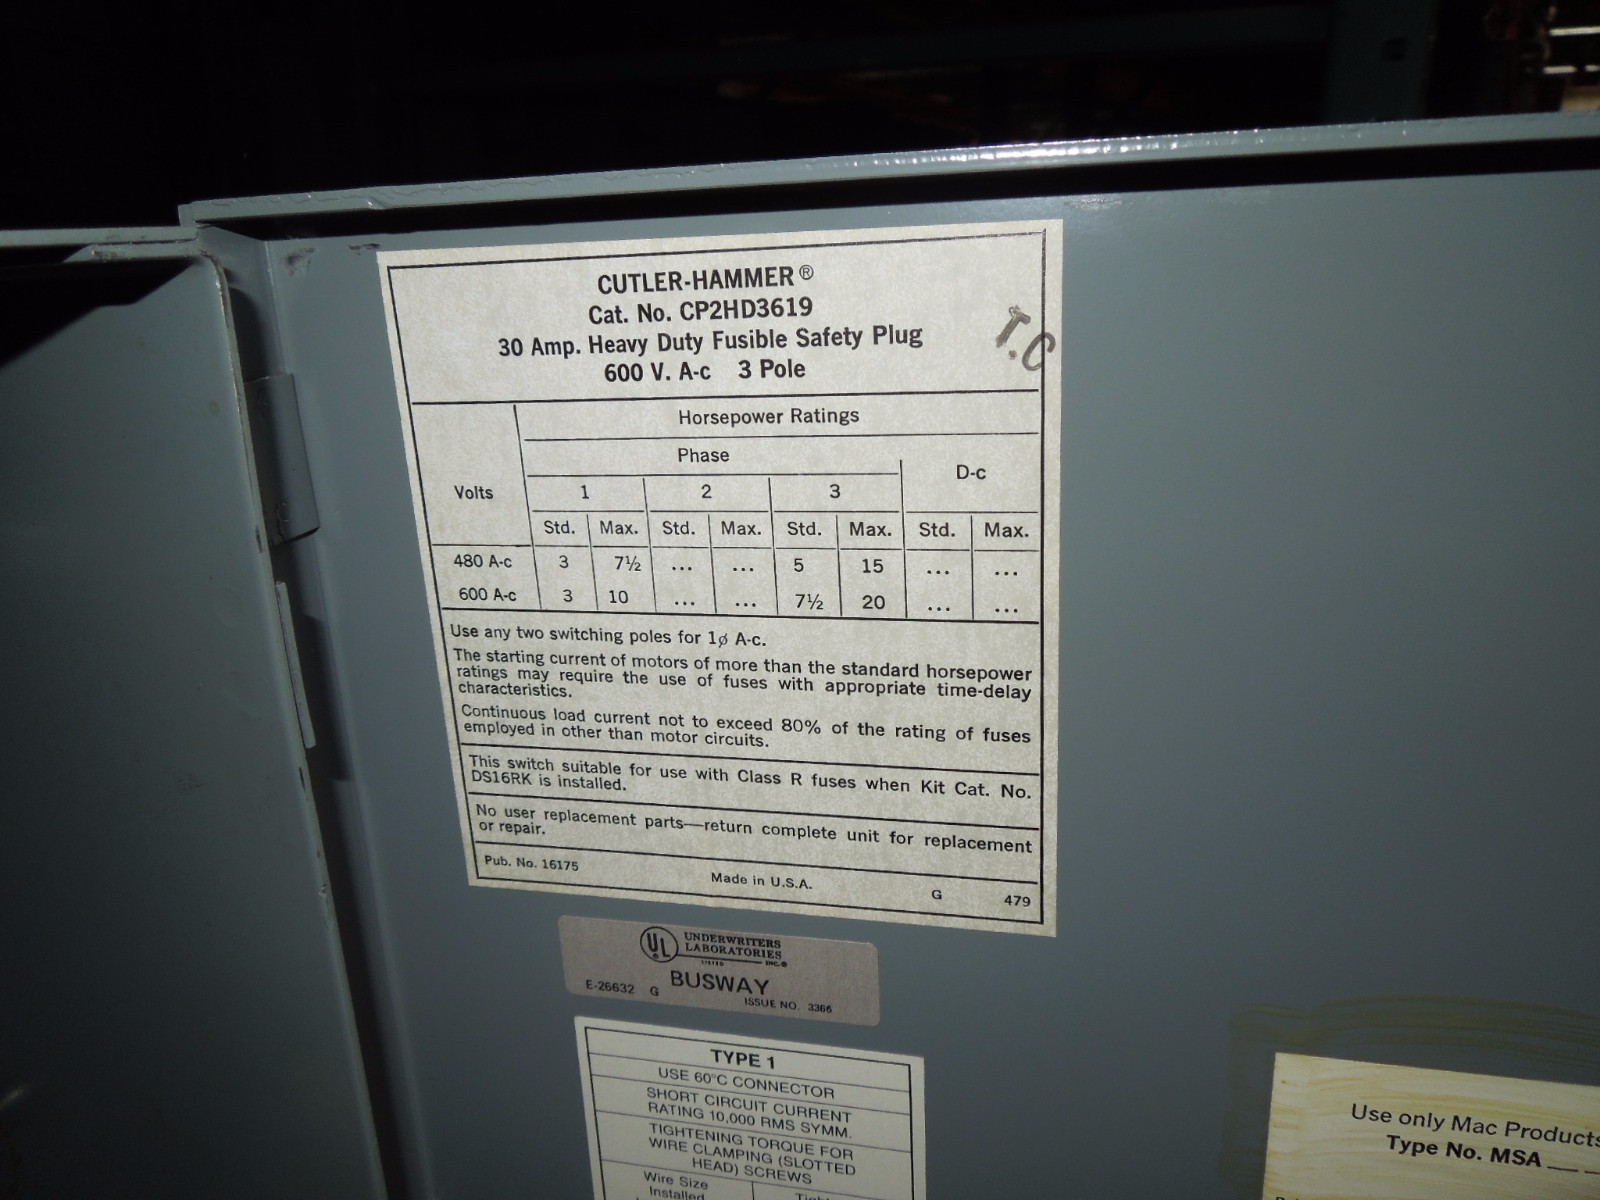 CUTLER-HAMMER®
Cat. No. CP2HD3619
30 Amp. Heavy Duty Fusible Safety Plug
600 V. A-c 3 Pole
T.C
Horsepower Ratings
Phase
D-c
Volts
1 2 3
Std. Max. Std. Max. Std. Max. Std. Max.
480 A-c 3 7½ ... ... 5 15 ... ...
600 A-c 3 10 ... ... 7½ 20 ... ...
Use any two switching poles for 1ø A-c.
The starting current of motors of more than the standard horsepower
ratings may require the use of fuses with appropriate time-delay
characteristics.
Continuous load current not to exceed 80% of the rating of fuses
employed in other than motor circuits.
This switch suitable for use with Class R fuses when Kit Cat. No.
DS16RK is installed.
No user replacement parts—return complete unit for replacement
or repair.
Pub. No. 16175 Made in U.S.A. G 479
UL UNDERWRITERS
LABORATORIES
LISTED INC.®
BUSWAY
E-26632 G
ISSUE NO. 3366
TYPE 1
USE 60°C CONNECTOR
SHORT CIRCUIT CURRENT
RATING 10,000 RMS SYMM.
TIGHTENING TORQUE FOR
WIRE CLAMPING (SLOTTED
HEAD) SCREWS
Wire Size
Installed
Use only Mac Products
Type No. MSA